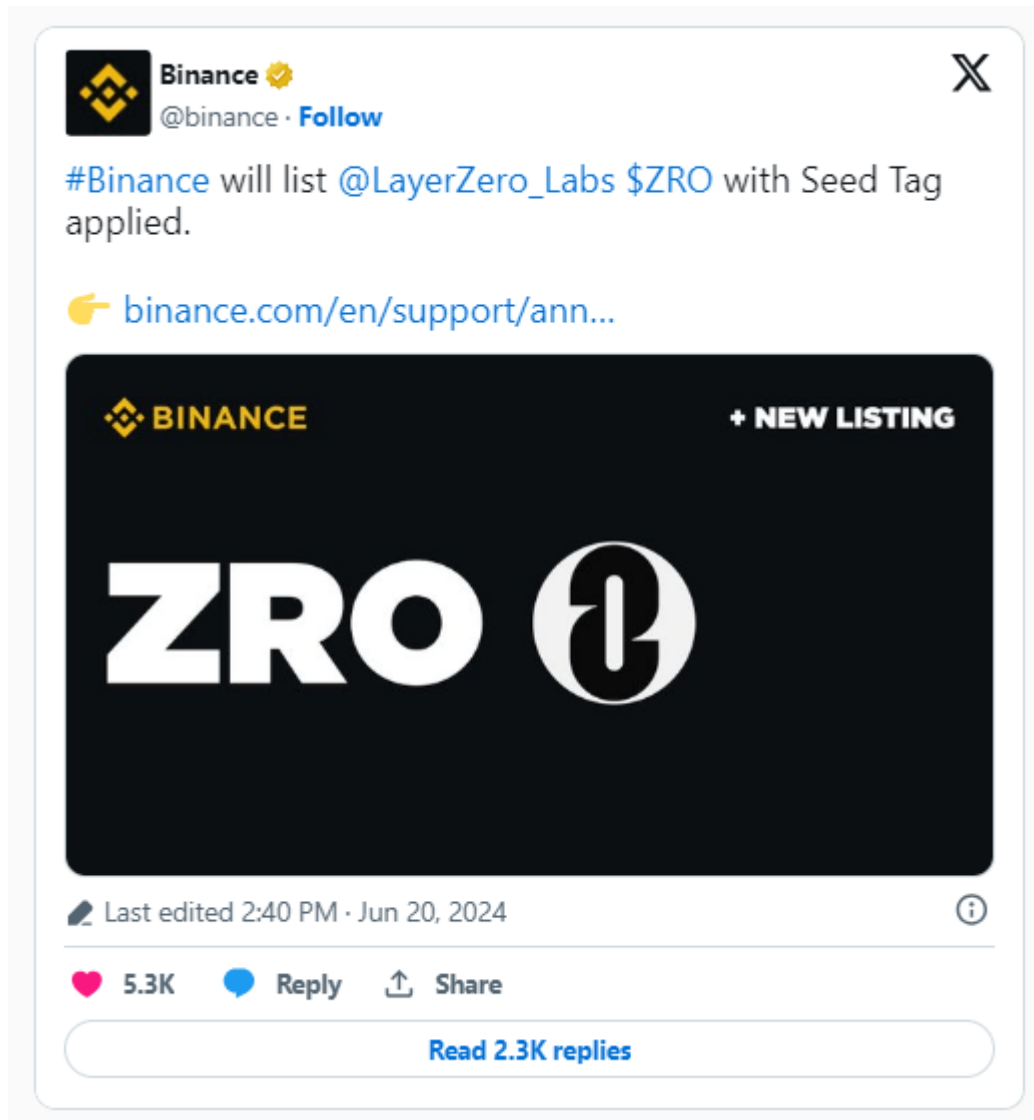 Binance
@binance · Follow
#Binance will list @LayerZero_Labs $ZRO with Seed Tag
applied.
👉 binance.com/en/support/ann...
BINANCE
+ NEW LISTING
ZRO
Last edited 2:40 PM · Jun 20, 2024
5.3K Reply Share
Read 2.3K replies